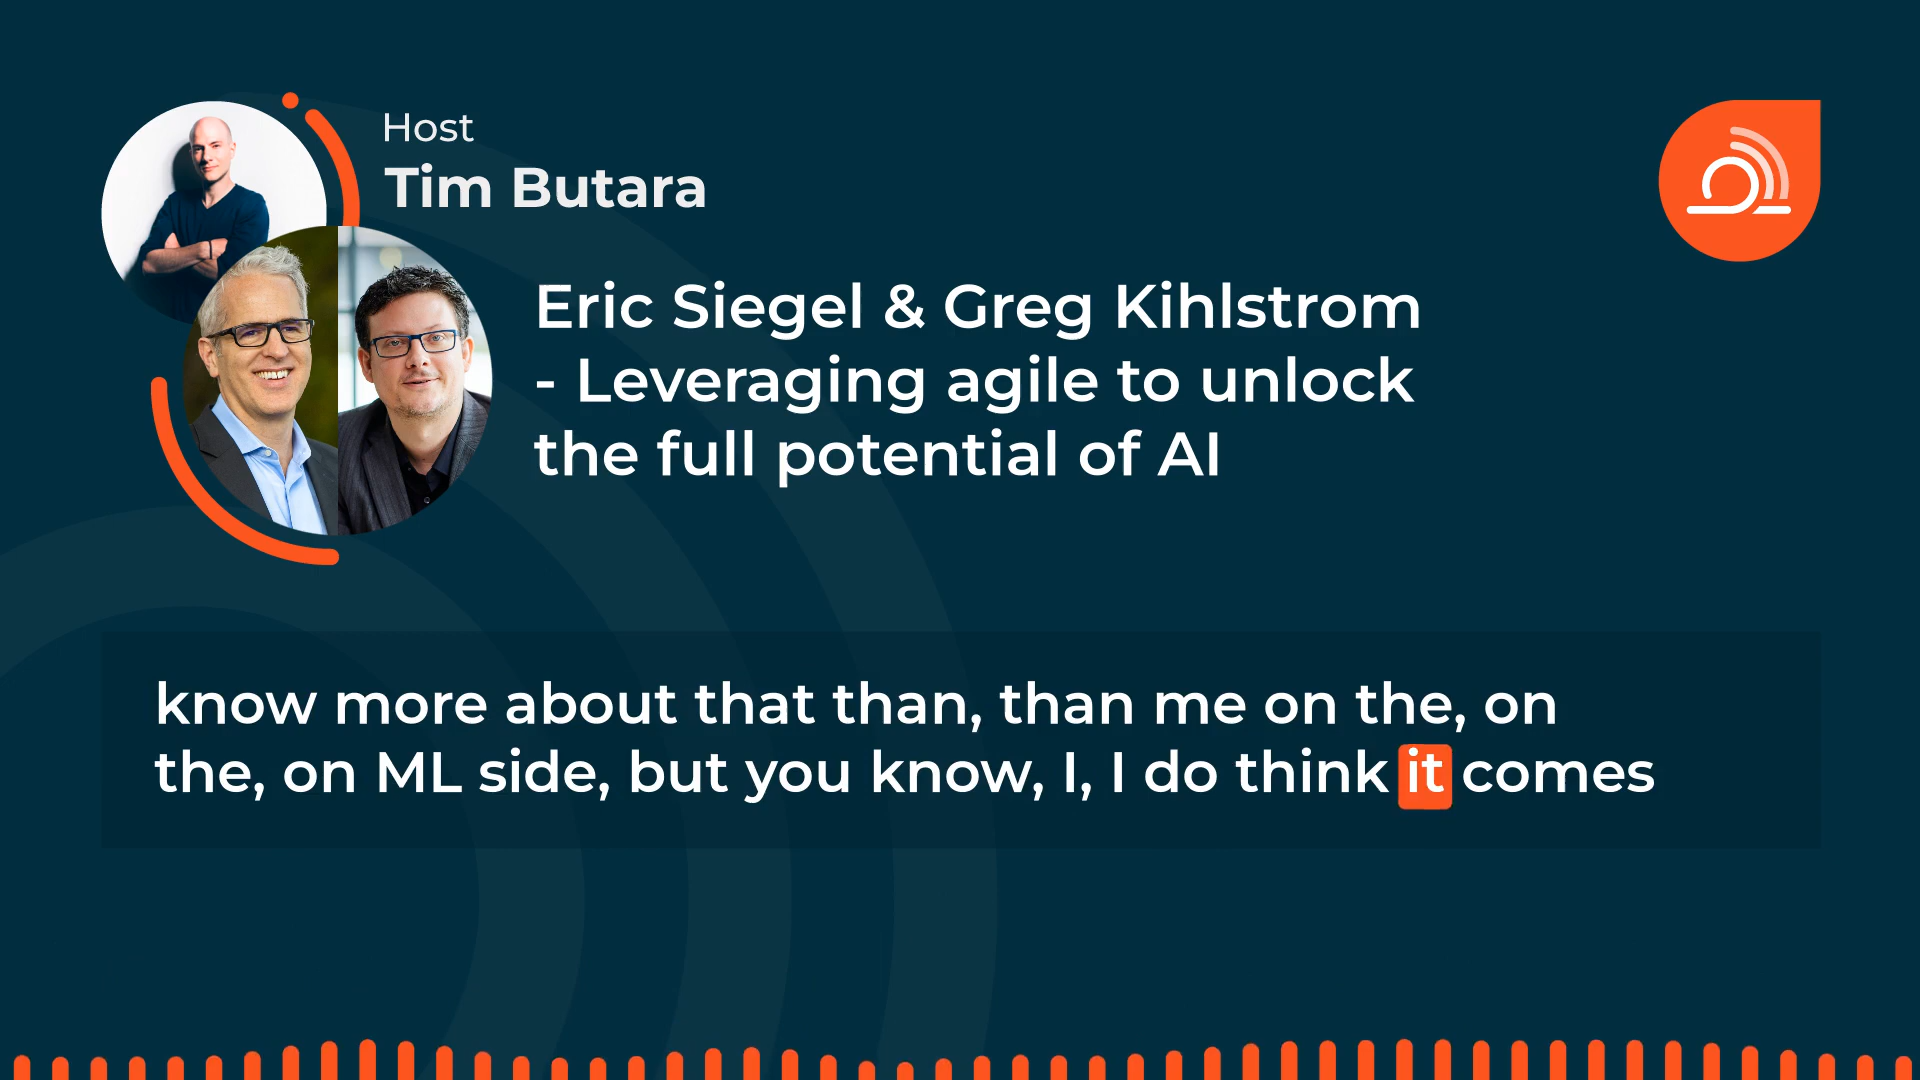 Host
Tim Butara
Eric Siegel & Greg Kihlstrom
- Leveraging agile to unlock
the full potential of AI
know more about that than, than me on the, on
the, on ML side, but you know, I, I do think it comes